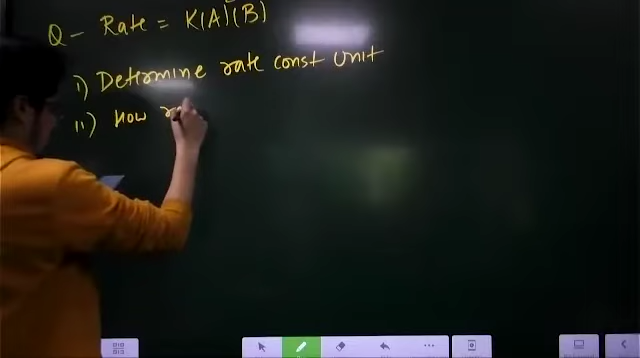 Q - Rate = K(A)(B)
i) Determine rate const unit
ii) How